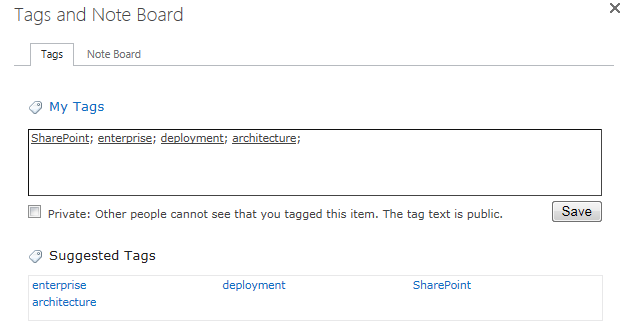 Tags and Note Board
Tags Note Board
My Tags
SharePoint; enterprise; deployment; architecture;
Private: Other people cannot see that you tagged this item. The tag text is public. Save
Suggested Tags
enterprise deployment SharePoint
architecture